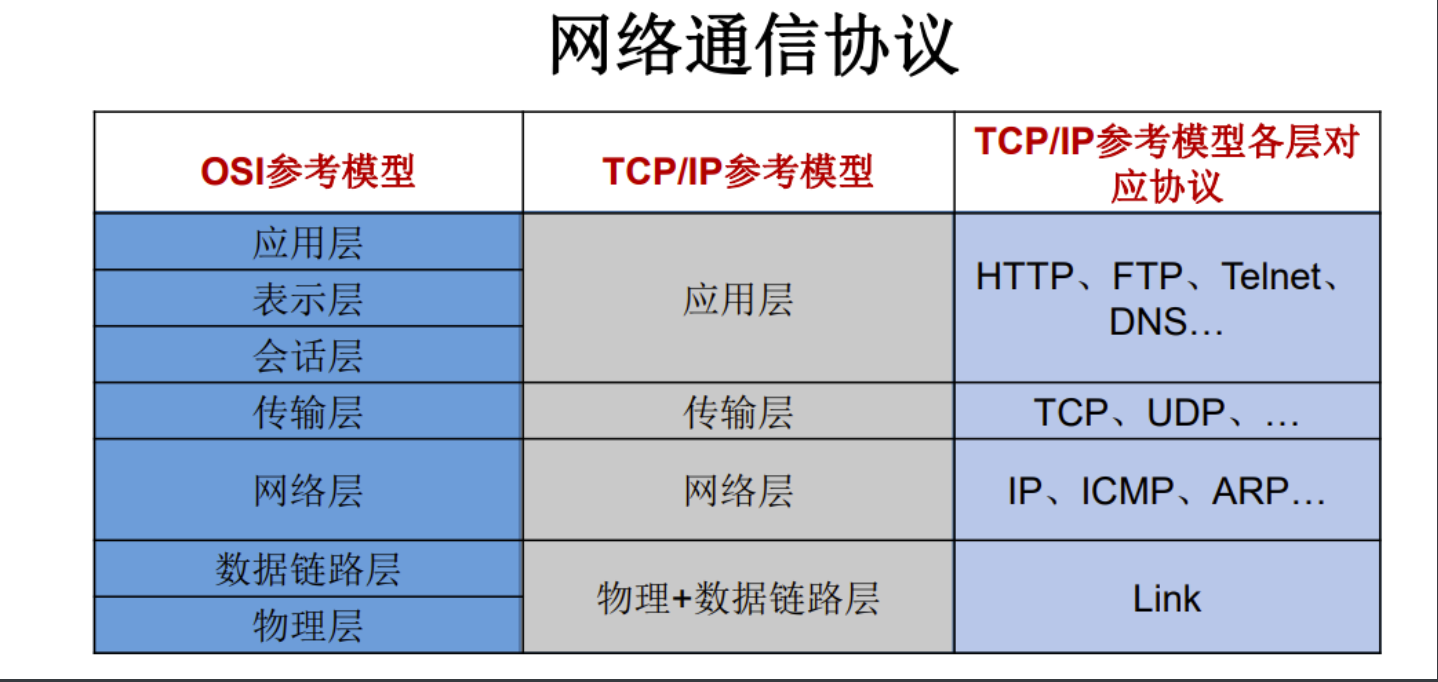 网络通信协议
OSI参考模型
TCP/IP参考模型
TCP/IP参考模型各层对
应协议
应用层
表示层
会话层
应用层
HTTP、FTP、Telnet、
DNS…
传输层
传输层
TCP、UDP、…
网络层
网络层
IP、ICMP、ARP…
数据链路层
物理层
物理+数据链路层
Link